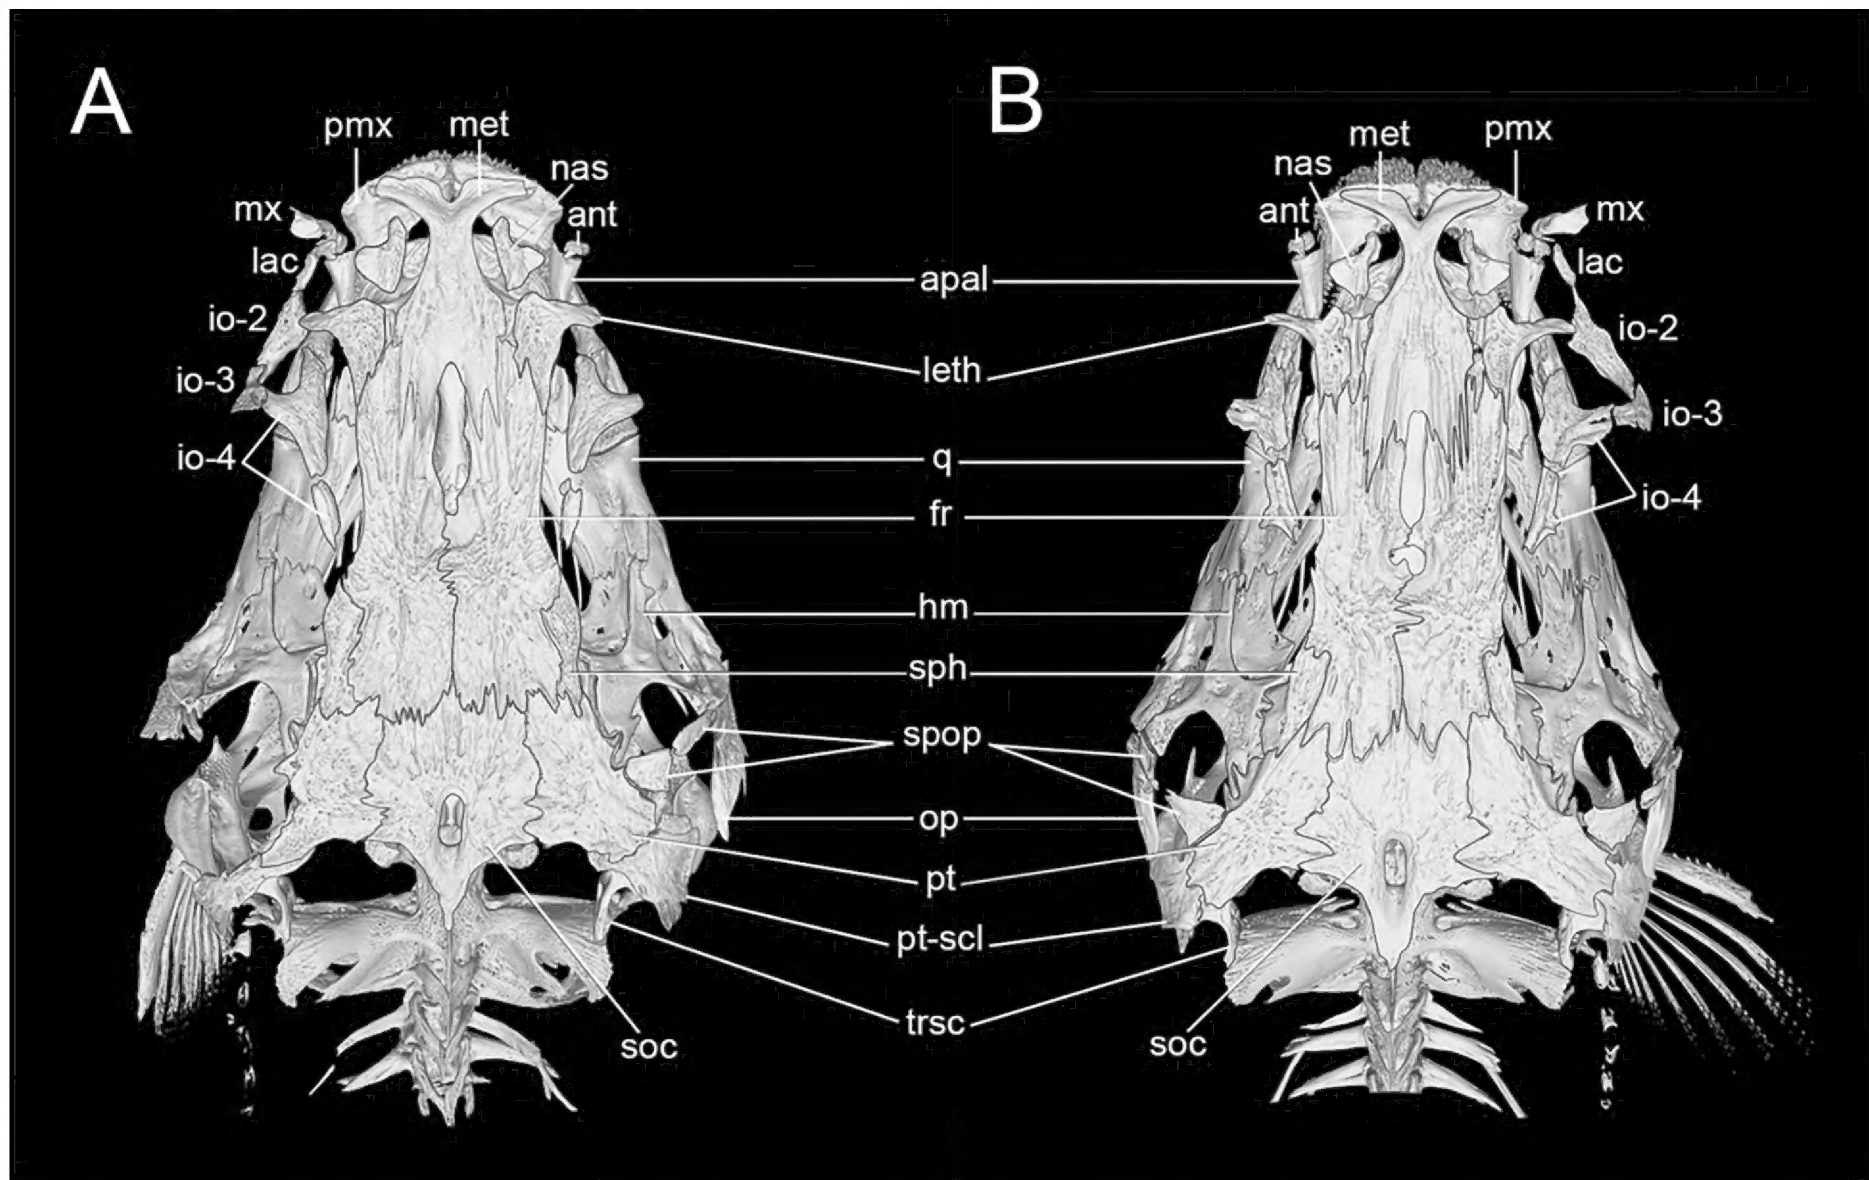 A
pmx
met
nas
ant
mx
lac
io-2
io-3
io-4
apal
leth
q
fr
hm
sph
spop
op
pt
pt-scl
trsc
soc
B
met
pmx
nas
ant
mx
lac
io-2
io-3
io-4
soc